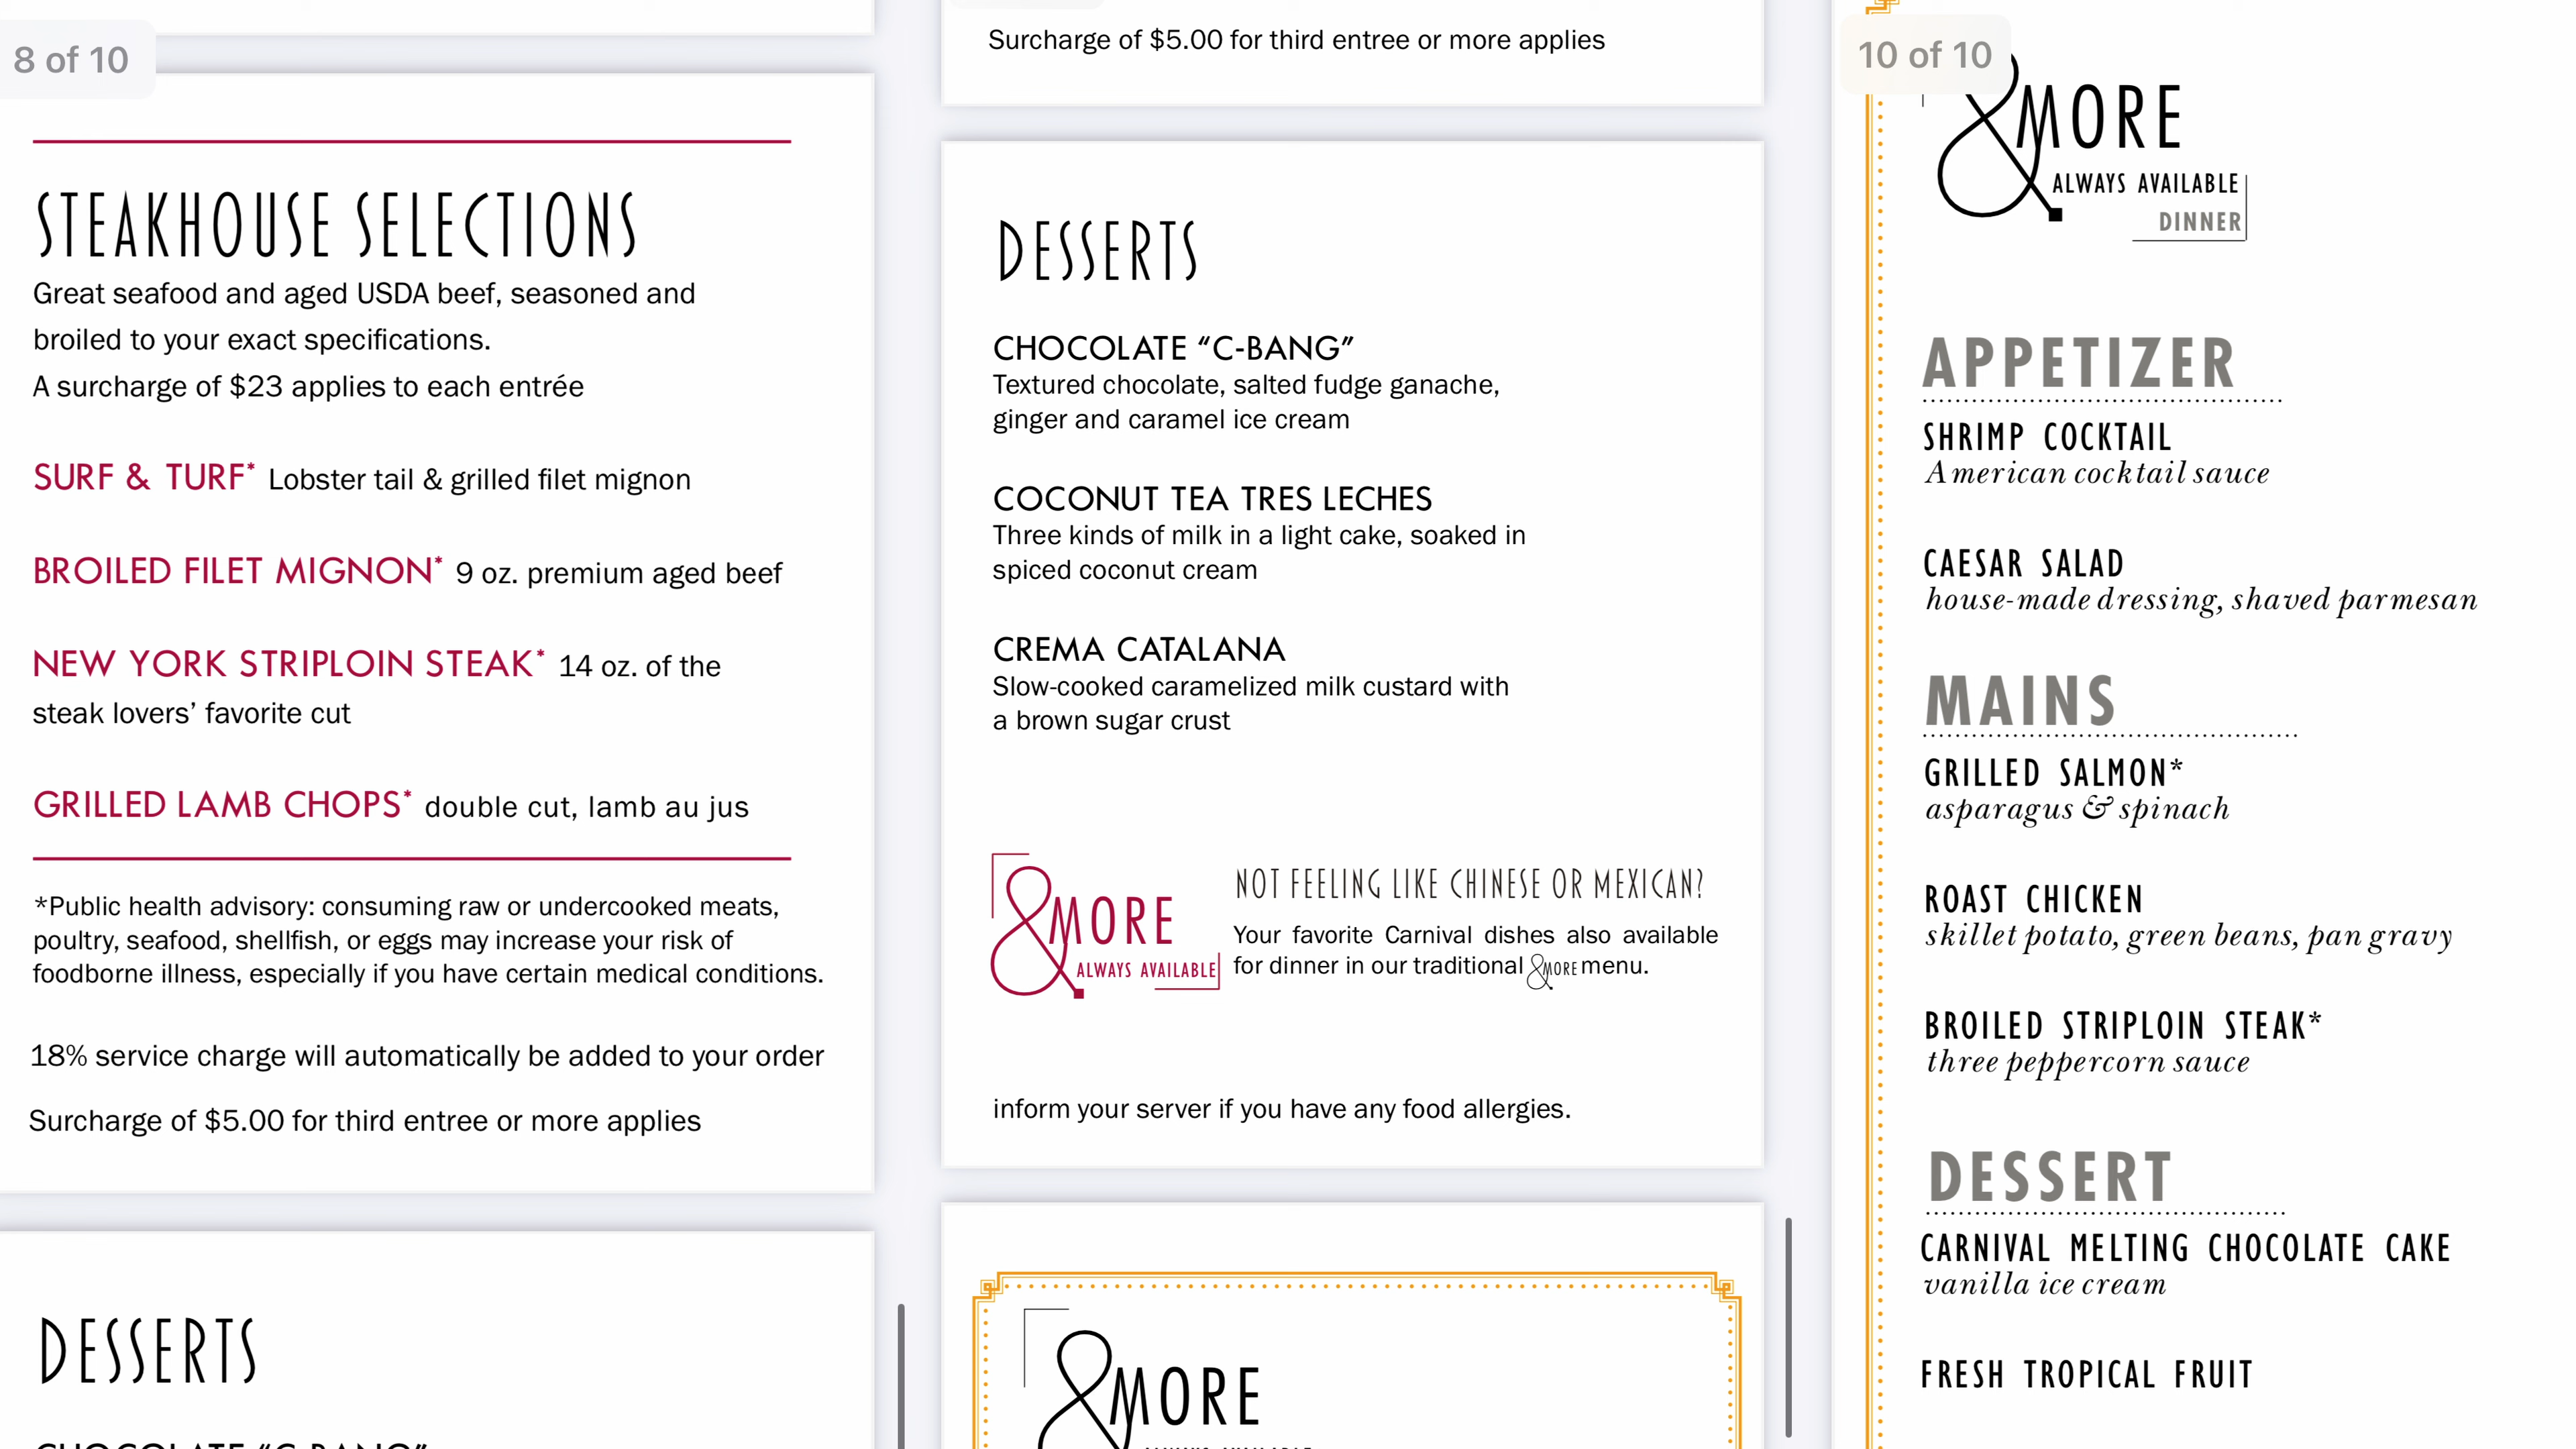 8 of 10
STEAKHOUSE SELECTIONS
Great seafood and aged USDA beef, seasoned and
broiled to your exact specifications.
A surcharge of $23 applies to each entrée
SURF & TURF* Lobster tail & grilled filet mignon
BROILED FILET MIGNON* 9 oz. premium aged beef
NEW YORK STRIPLOIN STEAK* 14 oz. of the
steak lovers’ favorite cut
GRILLED LAMB CHOPS* double cut, lamb au jus
*Public health advisory: consuming raw or undercooked meats,
poultry, seafood, shellfish, or eggs may increase your risk of
foodborne illness, especially if you have certain medical conditions.
18% service charge will automatically be added to your order
Surcharge of $5.00 for third entree or more applies
DESSERTS
CHOCOLATE “C-BANG”
Surcharge of $5.00 for third entree or more applies
DESSERTS
CHOCOLATE “C-BANG”
Textured chocolate, salted fudge ganache,
ginger and caramel ice cream
COCONUT TEA TRES LECHES
Three kinds of milk in a light cake, soaked in
spiced coconut cream
CREMA CATALANA
Slow-cooked caramelized milk custard with
a brown sugar crust
&MORE
ALWAYS AVAILABLE
NOT FEELING LIKE CHINESE OR MEXICAN?
Your favorite Carnival dishes also available
for dinner in our traditional &MORE menu.
inform your server if you have any food allergies.
&MORE
ALWAYS AVAILABLE
10 of 10
&MORE
ALWAYS AVAILABLE
DINNER
APPETIZER
SHRIMP COCKTAIL
American cocktail sauce
CAESAR SALAD
house-made dressing, shaved parmesan
MAINS
GRILLED SALMON*
asparagus & spinach
ROAST CHICKEN
skillet potato, green beans, pan gravy
BROILED STRIPLOIN STEAK*
three peppercorn sauce
DESSERT
CARNIVAL MELTING CHOCOLATE CAKE
vanilla ice cream
FRESH TROPICAL FRUIT